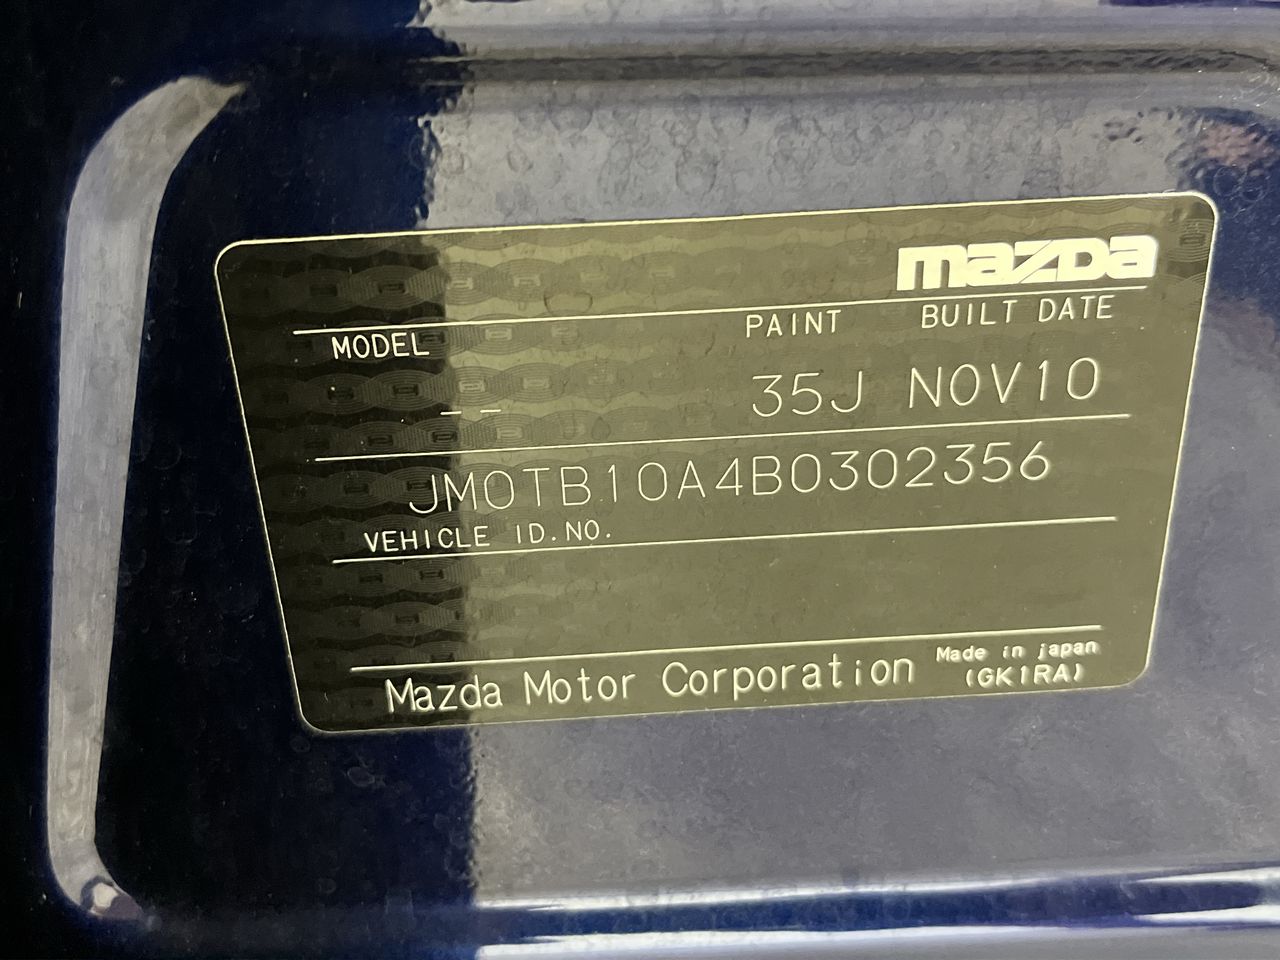 mazda
MODEL PAINT BUILT DATE
-- 35J NOV10
JM0TB10A4B0302356
VEHICLE ID.NO.
Mazda Motor Corporation Made in japan
(GK1RA)